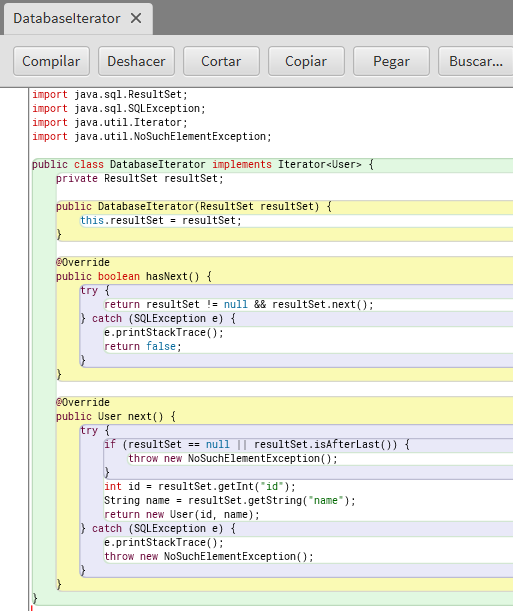 DatabaseIterator ✕
Compilar Deshacer Cortar Copiar Pegar Buscar...
import java.sql.ResultSet;
import java.sql.SQLException;
import java.util.Iterator;
import java.util.NoSuchElementException;
public class DatabaseIterator implements Iterator<User> {
private ResultSet resultSet;
public DatabaseIterator(ResultSet resultSet) {
this.resultSet = resultSet;
}
@Override
public boolean hasNext() {
try {
return resultSet != null && resultSet.next();
} catch (SQLException e) {
e.printStackTrace();
return false;
}
}
@Override
public User next() {
try {
if (resultSet == null || resultSet.isAfterLast()) {
throw new NoSuchElementException();
}
int id = resultSet.getInt("id");
String name = resultSet.getString("name");
return new User(id, name);
} catch (SQLException e) {
e.printStackTrace();
throw new NoSuchElementException();
}
}
}